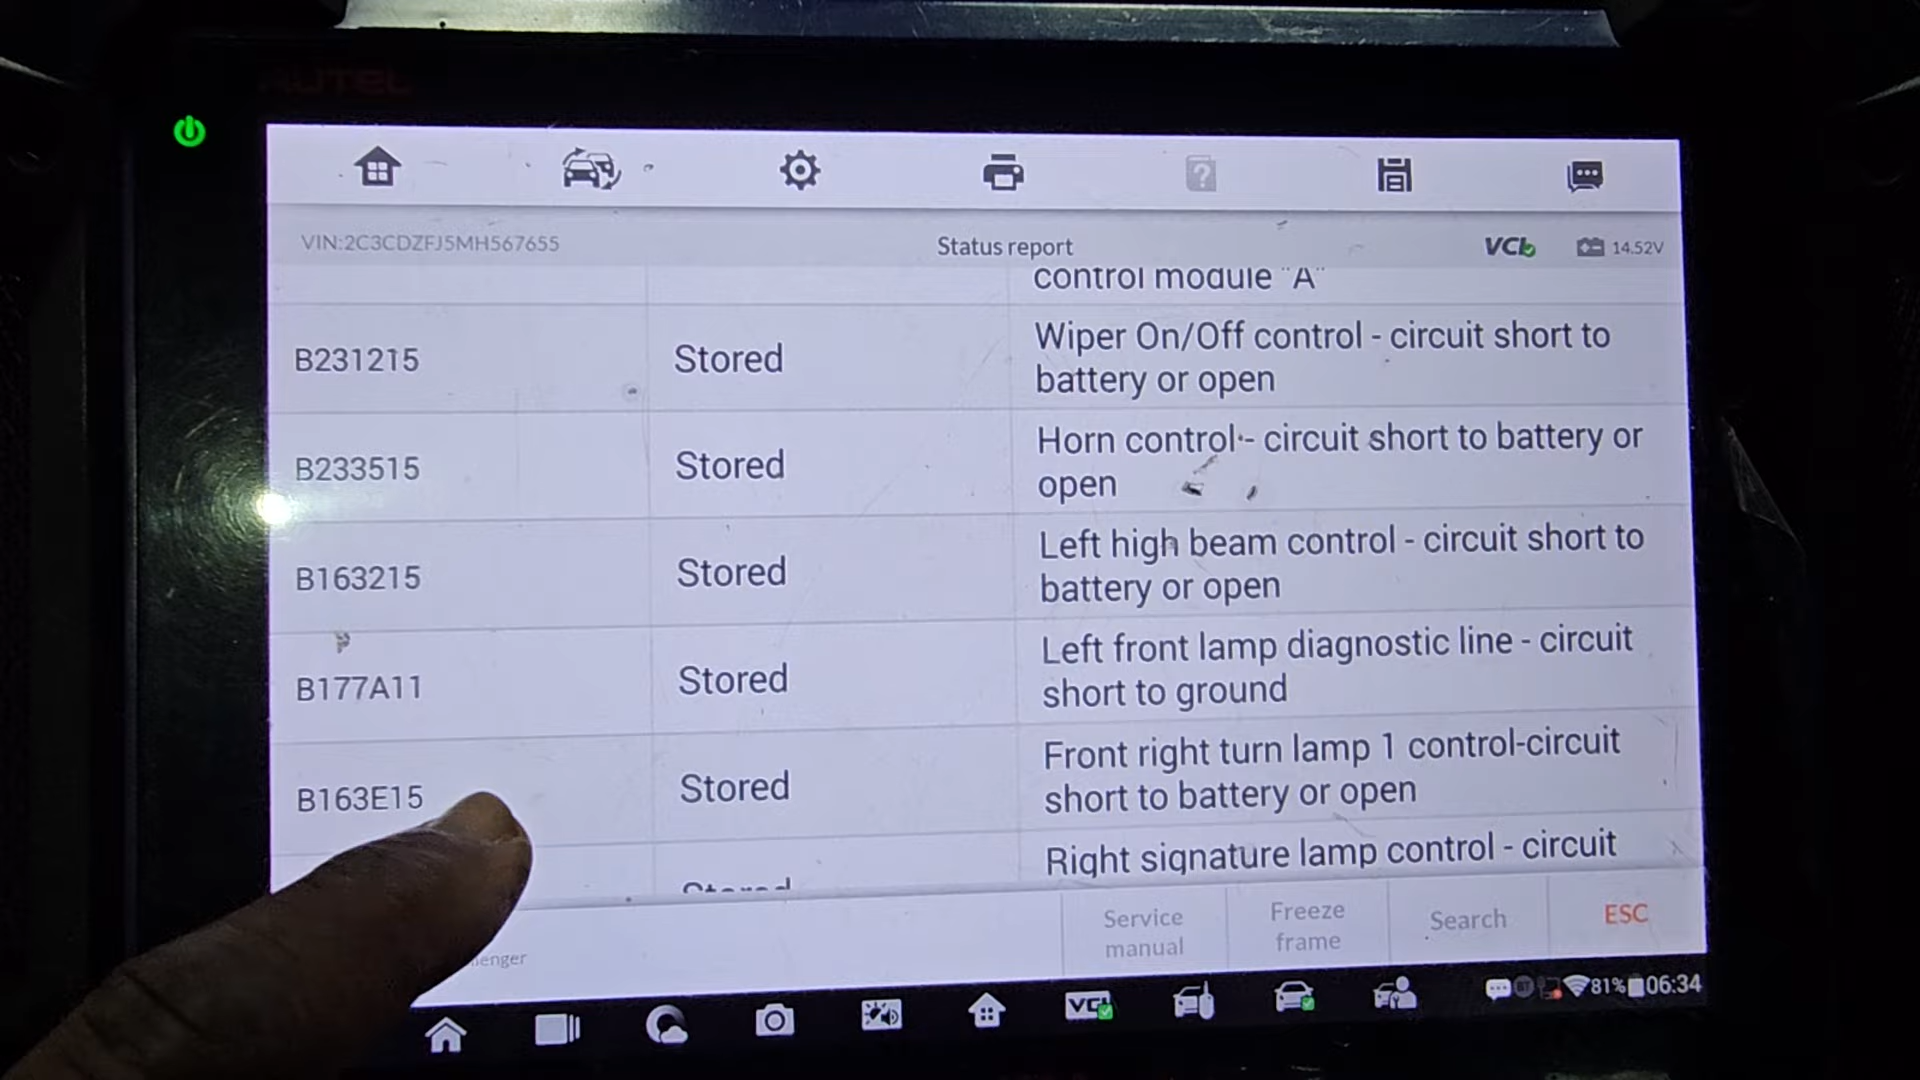 AUTEL
VIN:2C3CDZFJ5MH567655
Status report
VCI
14.52V
control module "A"
B231215
Stored
Wiper On/Off control - circuit short to
battery or open
B233515
Stored
Horn control - circuit short to battery or
open
B163215
Stored
Left high beam control - circuit short to
battery or open
B177A11
Stored
Left front lamp diagnostic line - circuit
short to ground
B163E15
Stored
Front right turn lamp 1 control-circuit
short to battery or open
Stored
Right signature lamp control - circuit
Service
manual
Freeze
frame
Search
ESC
VCI
81%
06:34